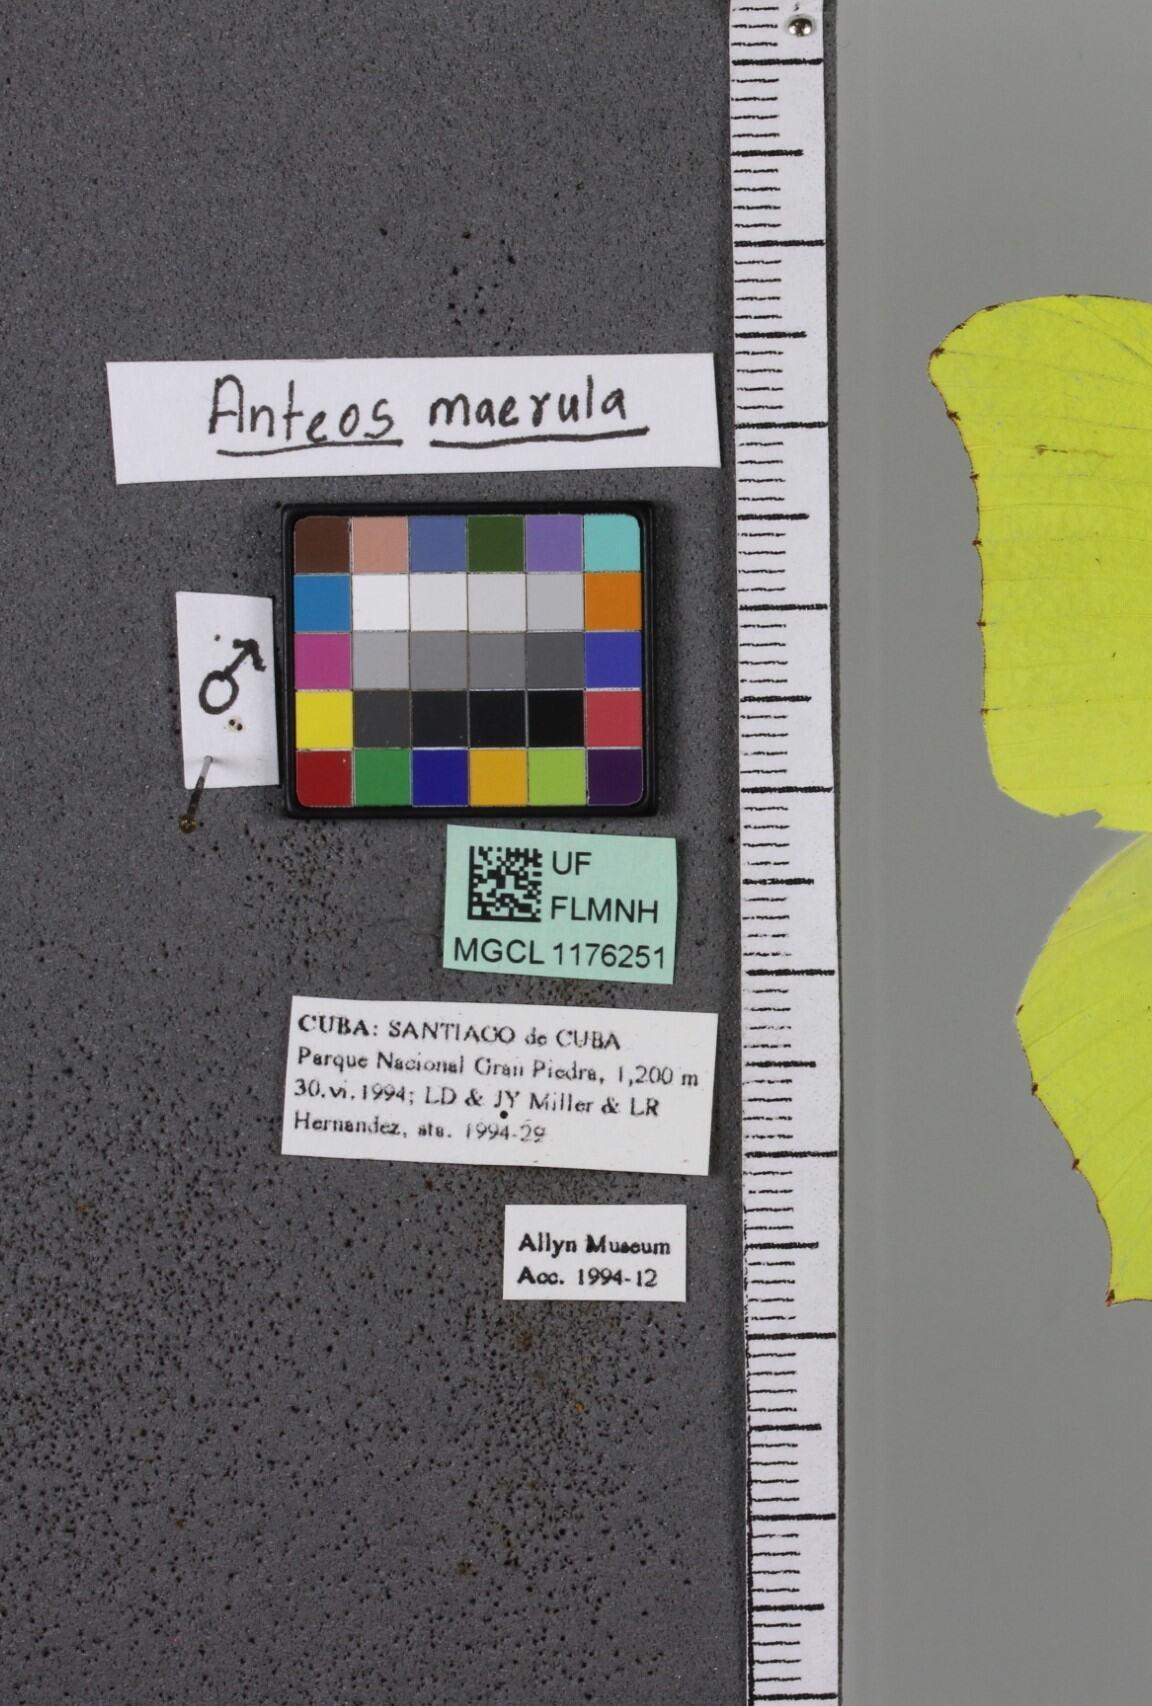 Anteos maerula
♂
UF
FLMNH
MGCL 1176251
CUBA: SANTIAGO de CUBA
Parque Nacional Gran Piedra, 1,200 m
30.vi.1994; LD & JY Miller & LR
Hernandez, sta. 1994-29
Allyn Museum
Acc. 1994-12